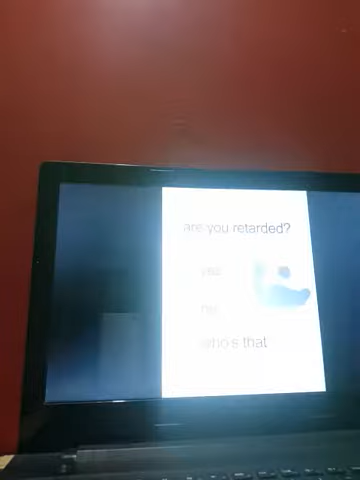 are you retarded?
yes
no
who's that